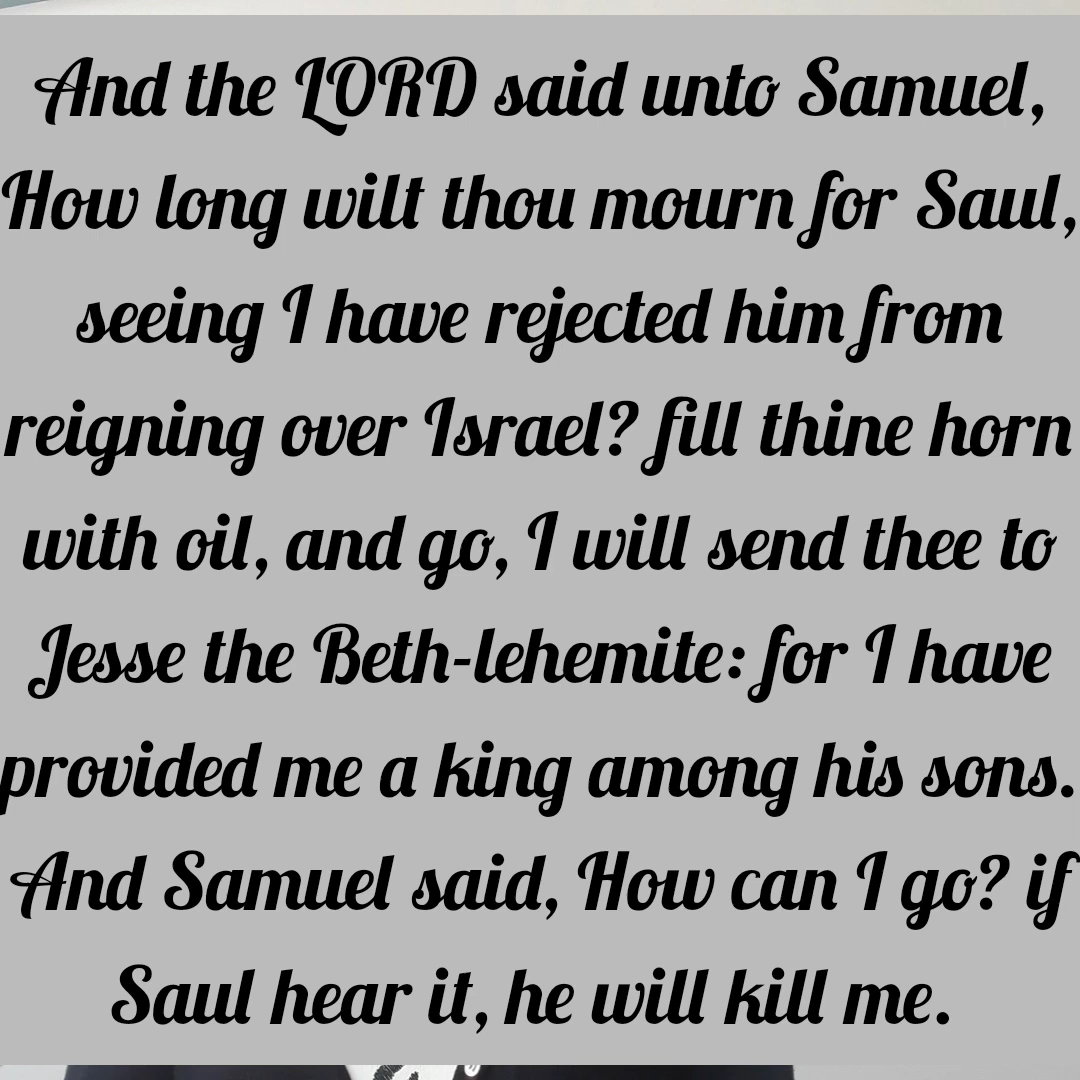 And the LORD said unto Samuel,
How long wilt thou mourn for Saul,
seeing I have rejected him from
reigning over Israel? fill thine horn
with oil, and go, I will send thee to
Jesse the Beth-lehemite: for I have
provided me a king among his sons.
And Samuel said, How can I go? if
Saul hear it, he will kill me.